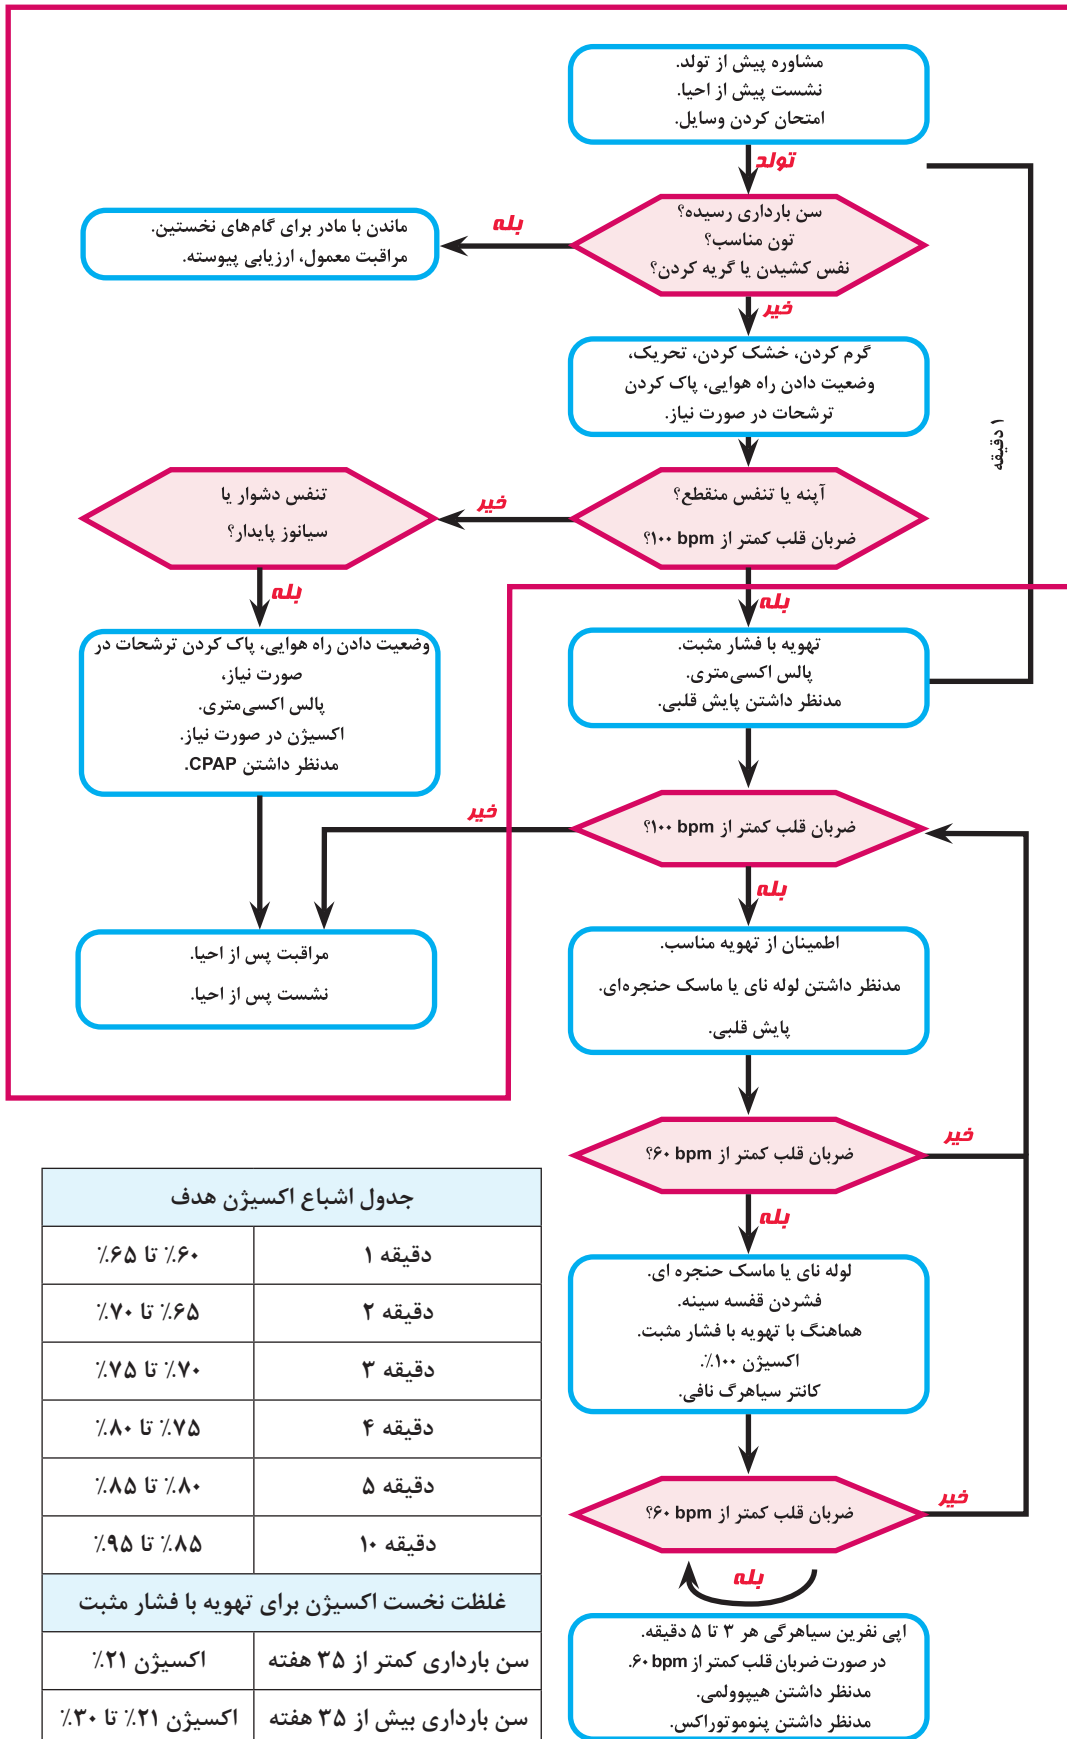 مشاوره پیش از تولد.
نشست پیش از احیا.
امتحان کردن وسایل.
تولد
سن بارداری رسیده؟
تون مناسب؟
نفس کشیدن یا گریه کردن؟
بله
ماندن با مادر برای گام‌های نخستین.
مراقبت معمول، ارزیابی پیوسته.
خیر
گرم کردن، خشک کردن، تحریک،
وضعیت دادن راه هوایی، پاک کردن
ترشحات در صورت نیاز.
۱ دقیقه
آپنه یا تنفس منقطع؟
ضربان قلب کمتر از ۱۰۰ bpm؟
خیر
تنفس دشوار یا
سیانوز پایدار؟
بله
وضعیت دادن راه هوایی، پاک کردن ترشحات در
صورت نیاز،
پالس اکسی‌متری.
اکسیژن در صورت نیاز.
مدنظر داشتن CPAP.
بله
تهویه با فشار مثبت.
پالس اکسی‌متری.
مدنظر داشتن پایش قلبی.
ضربان قلب کمتر از ۱۰۰ bpm؟
خیر
مراقبت پس از احیا.
نشست پس از احیا.
بله
اطمینان از تهویه مناسب.
مدنظر داشتن لوله نای یا ماسک حنجره‌ای.
پایش قلبی.
ضربان قلب کمتر از ۶۰ bpm؟
خیر
بله
لوله نای یا ماسک حنجره ای.
فشردن قفسه سینه.
هماهنگ با تهویه با فشار مثبت.
اکسیژن ۱۰۰٪.
کانتر سیاهرگ نافی.
ضربان قلب کمتر از ۶۰ bpm؟
خیر
بله
اپی نفرین سیاهرگی هر ۳ تا ۵ دقیقه.
در صورت ضربان قلب کمتر از ۶۰ bpm.
مدنظر داشتن هیپوولمی.
مدنظر داشتن پنوموتوراکس.
جدول اشباع اکسیژن هدف
دقیقه ۱ ۶۰٪ تا ۶۵٪
دقیقه ۲ ۶۵٪ تا ۷۰٪
دقیقه ۳ ۷۰٪ تا ۷۵٪
دقیقه ۴ ۷۵٪ تا ۸۰٪
دقیقه ۵ ۸۰٪ تا ۸۵٪
دقیقه ۱۰ ۸۵٪ تا ۹۵٪
غلظت نخست اکسیژن برای تهویه با فشار مثبت
سن بارداری کمتر از ۳۵ هفته اکسیژن ۲۱٪
سن بارداری بیش از ۳۵ هفته اکسیژن ۲۱٪ تا ۳۰٪